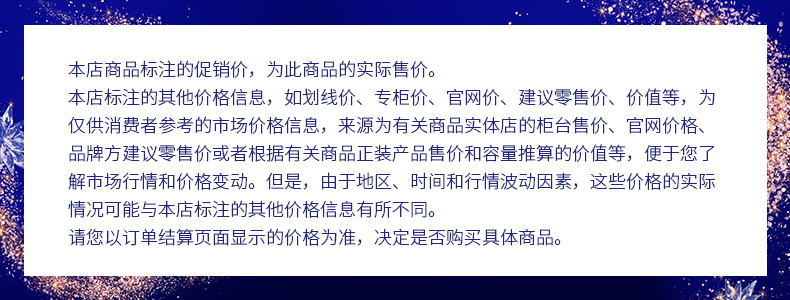 本店商品标注的促销价，为此商品的实际售价。
本店标注的其他价格信息，如划线价、专柜价、官网价、建议零售价、价值等，为
仅供消费者参考的市场价格信息，来源为有关商品实体店的柜台售价、官网价格、
品牌方建议零售价或者根据有关商品正装产品售价和容量推算的价值等，便于您了
解市场行情和价格变动。但是，由于地区、时间和行情波动因素，这些价格的实际
情况可能与本店标注的其他价格信息有所不同。
请您以订单结算页面显示的价格为准，决定是否购买具体商品。